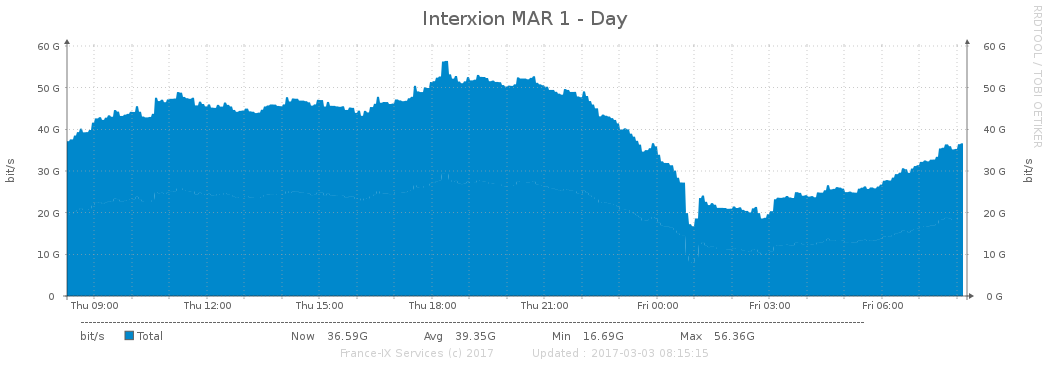 Interxion MAR 1 - Day
RRDTOOL / TOBI OETIKER
bit/s
60 G
50 G
40 G
30 G
20 G
10 G
0
60 G
50 G
40 G
30 G
20 G
10 G
0 G
bit/s
Thu 09:00 Thu 12:00 Thu 15:00 Thu 18:00 Thu 21:00 Fri 00:00 Fri 03:00 Fri 06:00
bit/s Total Now 36.59G Avg 39.35G Min 16.69G Max 56.36G
France-IX Services (c) 2017 Updated : 2017-03-03 08:15:15